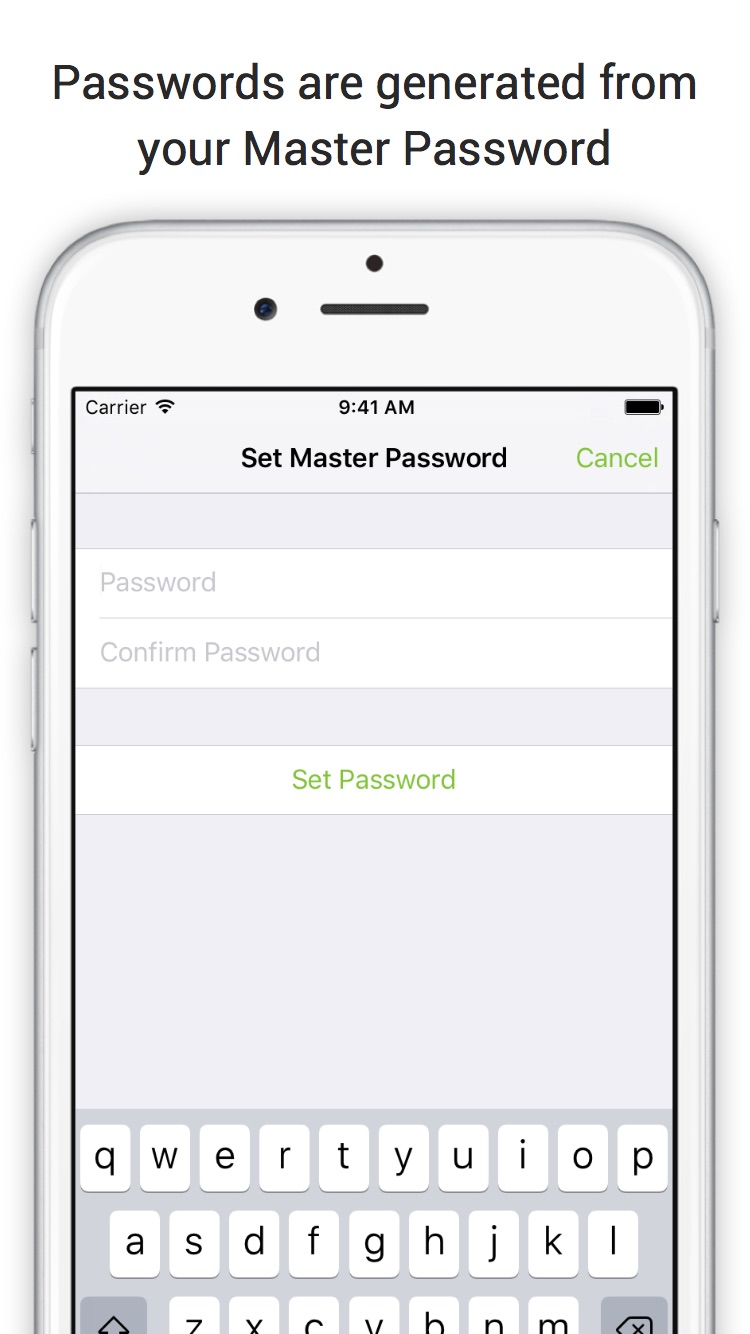 Passwords are generated from
your Master Password
Carrier 9:41 AM
Set Master Password Cancel
Password
Confirm Password
Set Password
q w e r t y u i o p
a s d f g h j k l
z x c v b n m